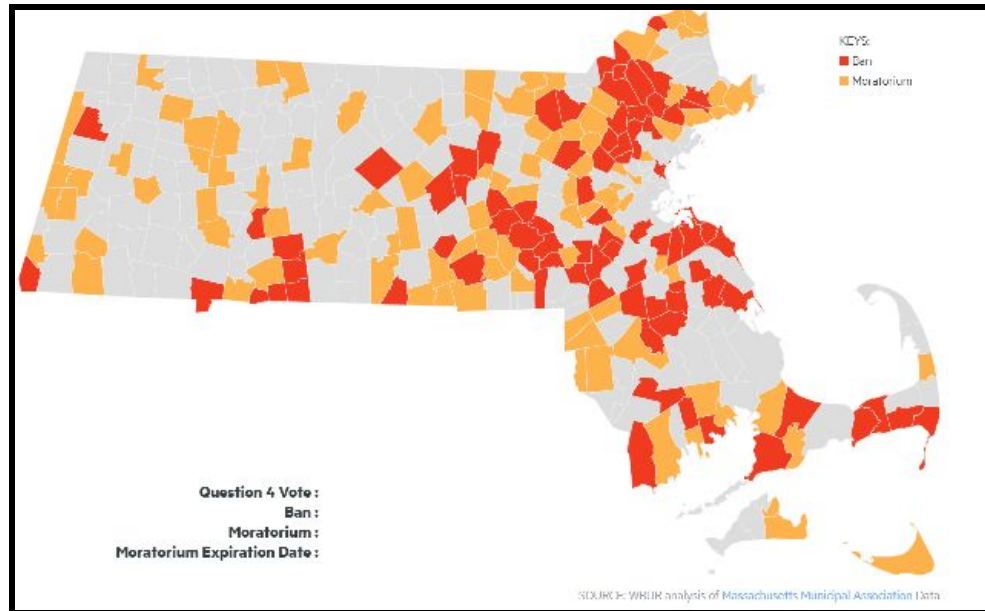 KEYS:
Ban
Moratorium
Question 4 Vote :
Ban :
Moratorium :
Moratorium Expiration Date :
SOURCE: WBUR analysis of Massachusetts Municipal Association Data